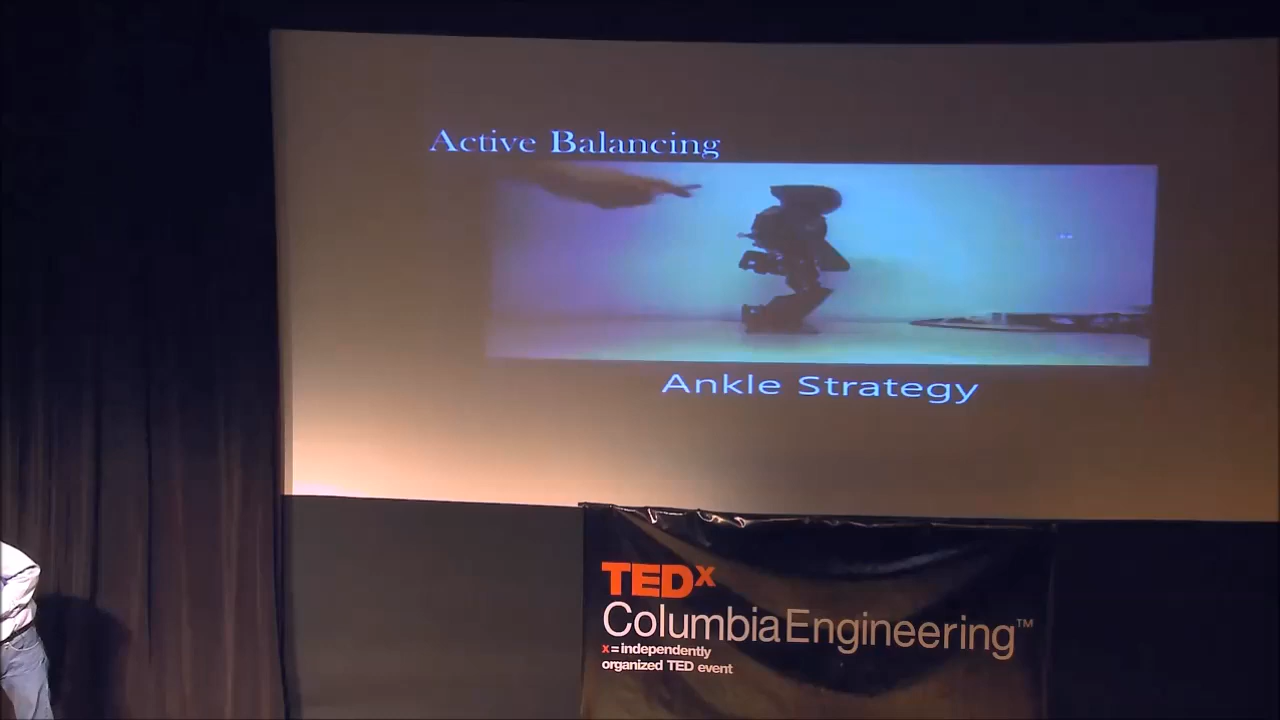 Active Balancing
Ankle Strategy
TEDx
ColumbiaEngineering™
x = independently
organized TED event